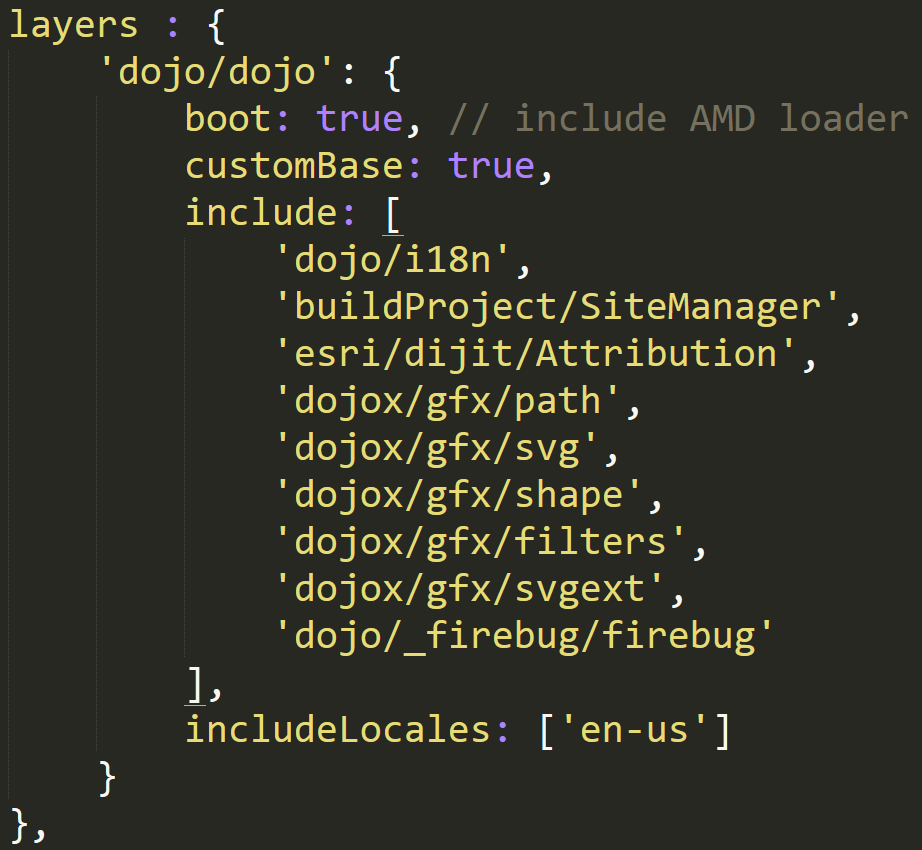 layers : {
    'dojo/dojo': {
        boot: true, // include AMD loader
        customBase: true,
        include: [
            'dojo/i18n',
            'buildProject/SiteManager',
            'esri/dijit/Attribution',
            'dojox/gfx/path',
            'dojox/gfx/svg',
            'dojox/gfx/shape',
            'dojox/gfx/filters',
            'dojox/gfx/svgext',
            'dojo/_firebug/firebug'
        ],
        includeLocales: ['en-us']
    }
},